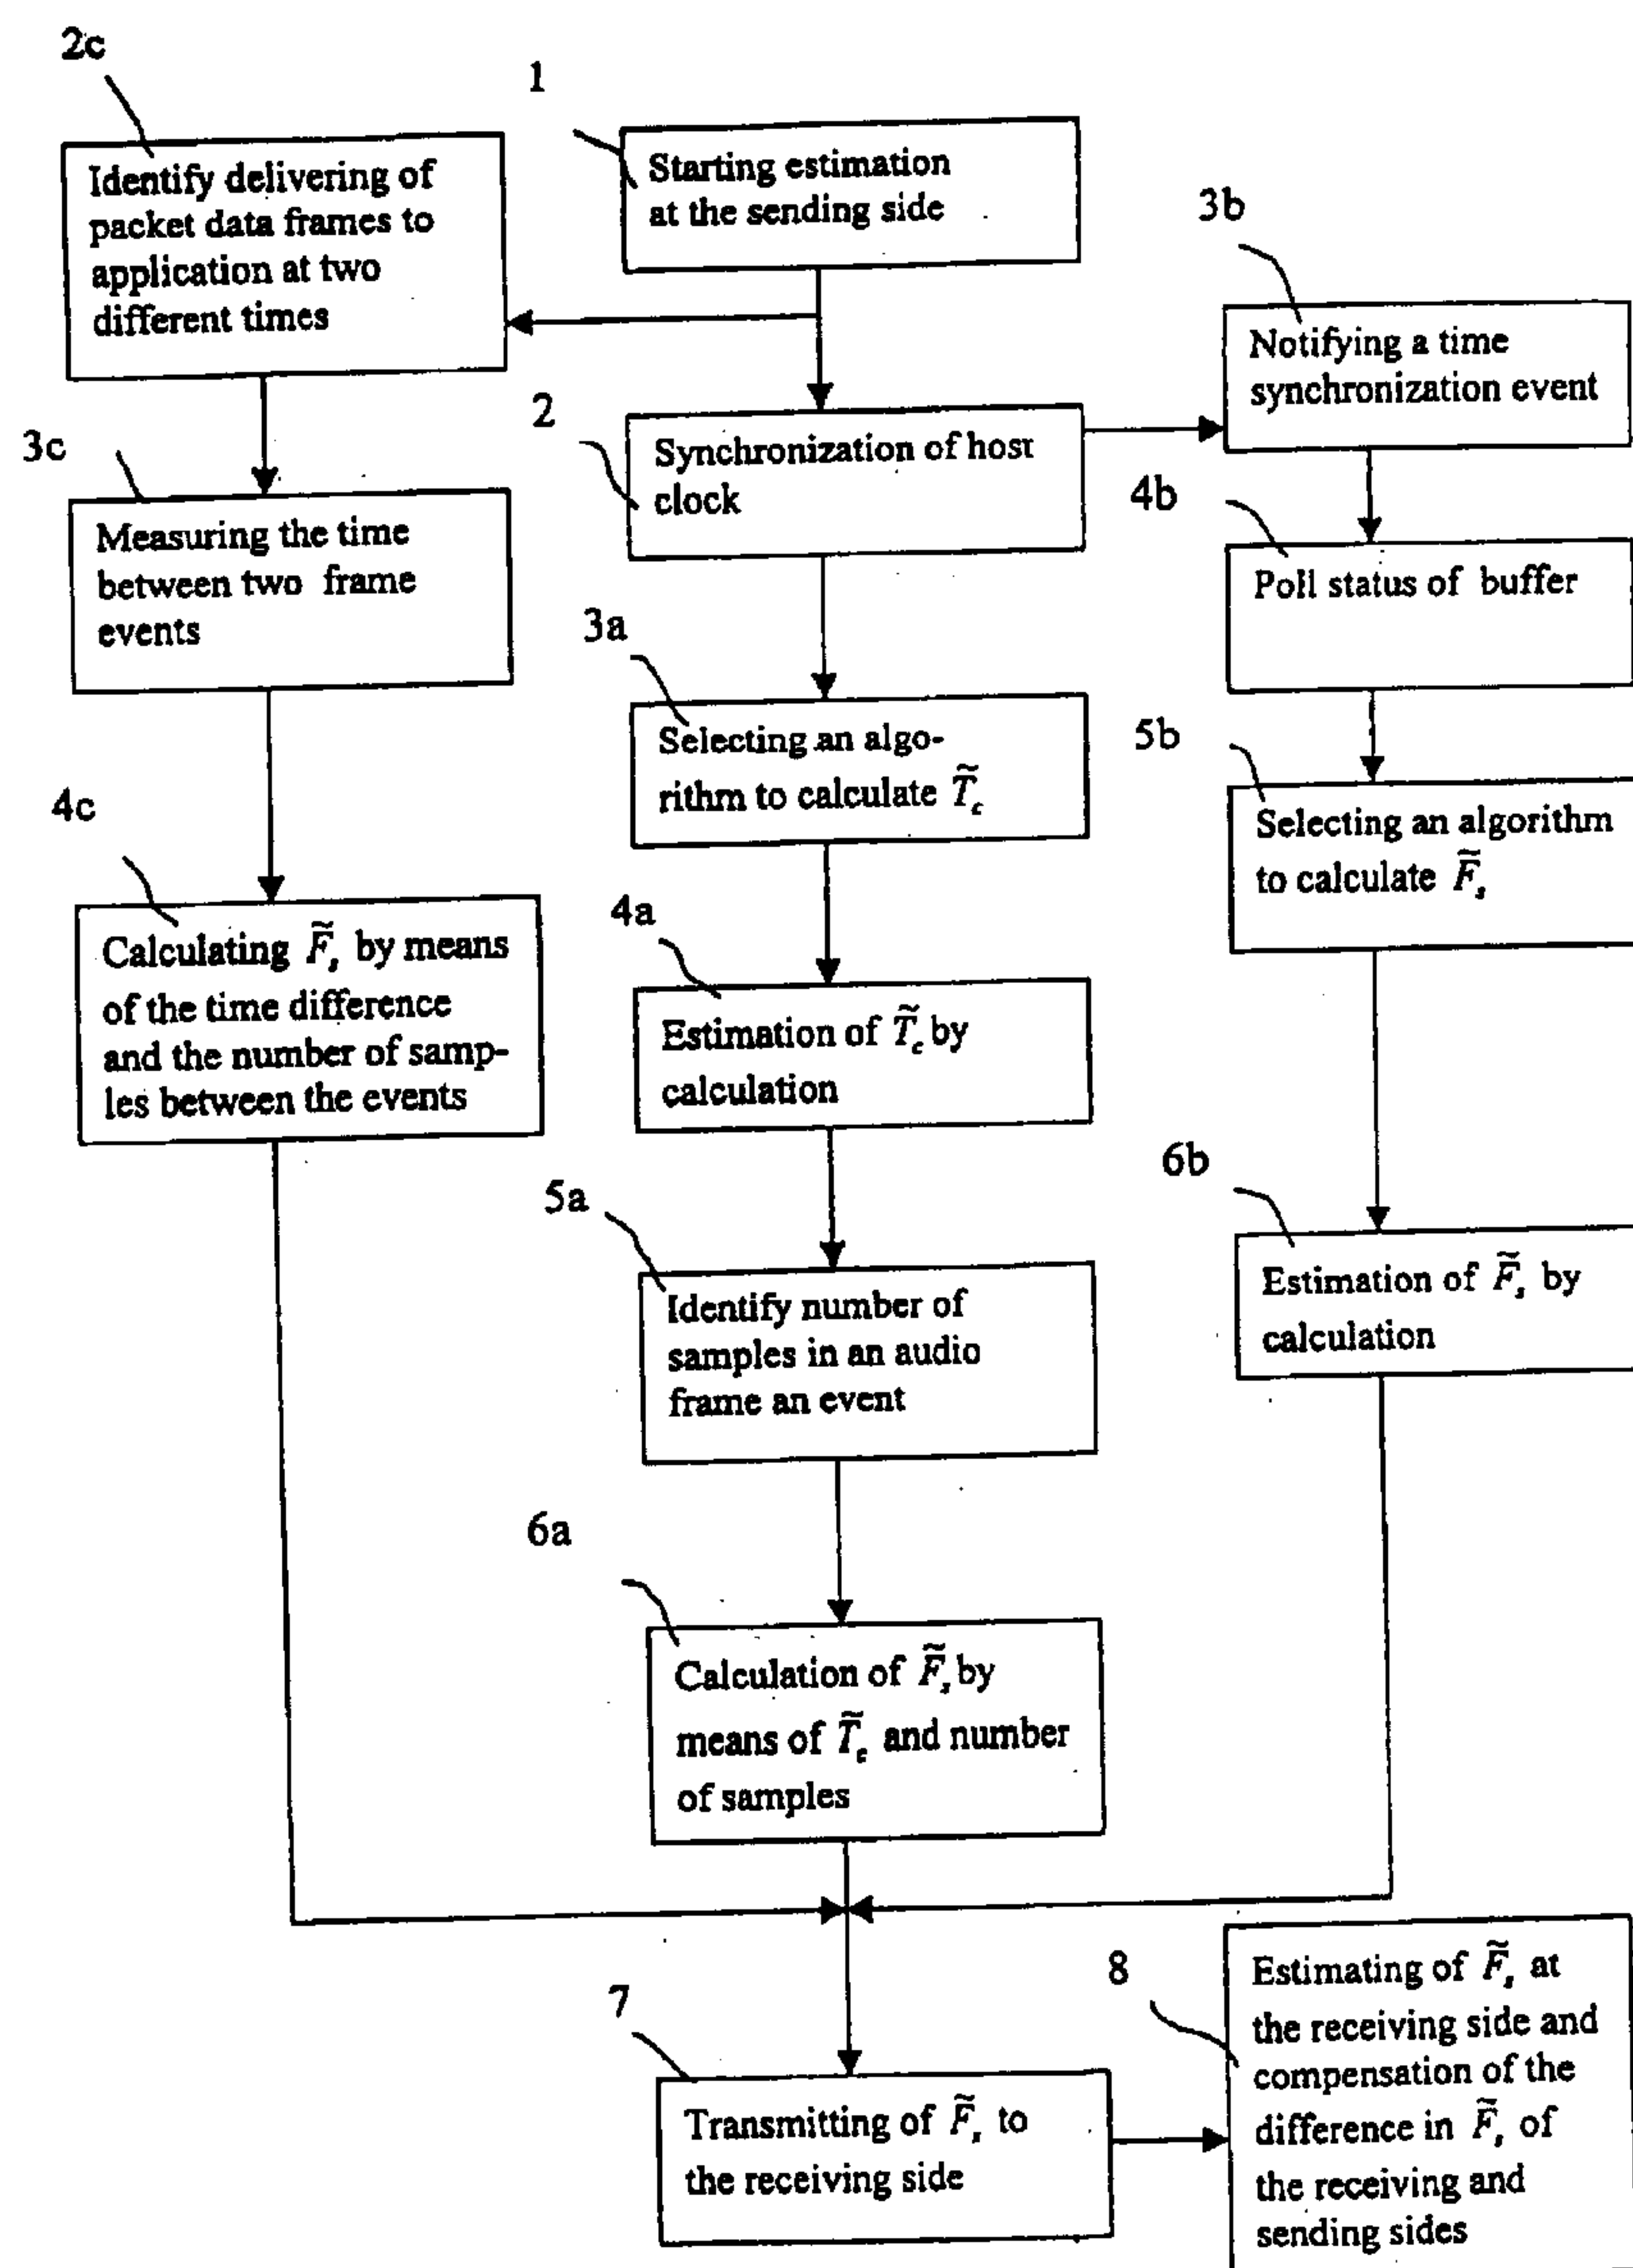 2c
Identify delivering of
packet data frames to
application at two
different times
1
Starting estimation
at the sending side
3b
Notifying a time
synchronization event
2
Synchronization of host
clock
3c
Measuring the time
between two frame
events
4b
Poll status of buffer
3a
Selecting an algo-
rithm to calculate T̃c
5b
Selecting an algorithm
to calculate F̃s
4c
Calculating F̃s by means
of the time difference
and the number of samp-
les between the events
4a
Estimation of T̃c by
calculation
5a
Identify number of
samples in an audio
frame an event
6b
Estimation of F̃s by
calculation
6a
Calculation of F̃s by
means of T̃c and number
of samples
7
Transmitting of F̃s to
the receiving side
8
Estimating of F̃s at
the receiving side and
compensation of the
difference in F̃s of
the receiving and
sending sides